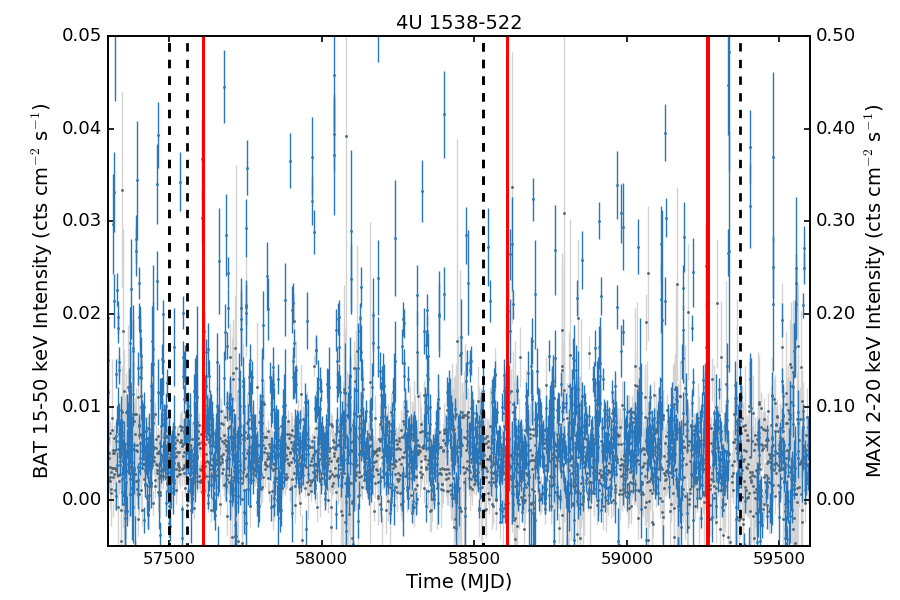 4U 1538-522
0.05
0.04
0.03
0.02
0.01
0.00
BAT 15-50 keV Intensity (cts cm⁻² s⁻¹)
0.50
0.40
0.30
0.20
0.10
0.00
MAXI 2-20 keV Intensity (cts cm⁻² s⁻¹)
57500 58000 58500 59000 59500
Time (MJD)